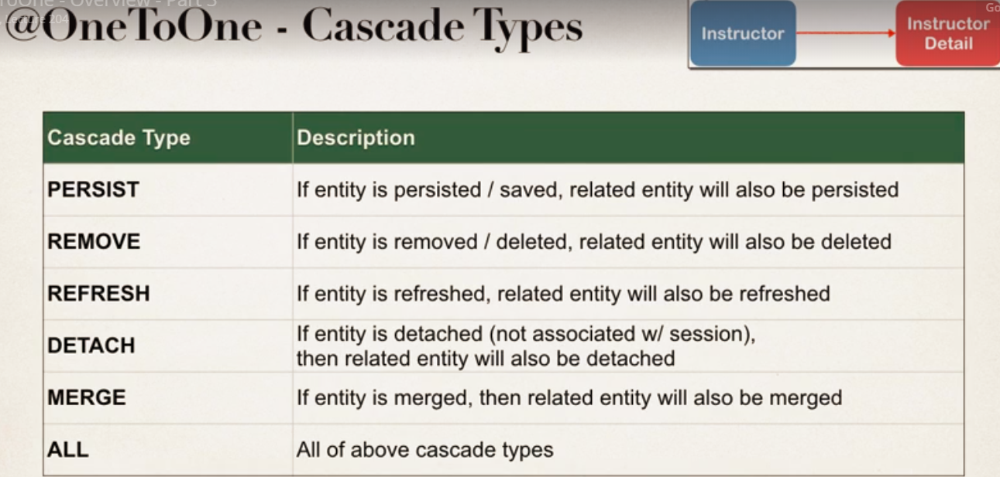 ToOne - Overview - Part 3
Lecture 204
Go
@OneToOne - Cascade Types
Instructor
Instructor
Detail
Cascade Type Description
PERSIST If entity is persisted / saved, related entity will also be persisted
REMOVE If entity is removed / deleted, related entity will also be deleted
REFRESH If entity is refreshed, related entity will also be refreshed
DETACH If entity is detached (not associated w/ session),
then related entity will also be detached
MERGE If entity is merged, then related entity will also be merged
ALL All of above cascade types